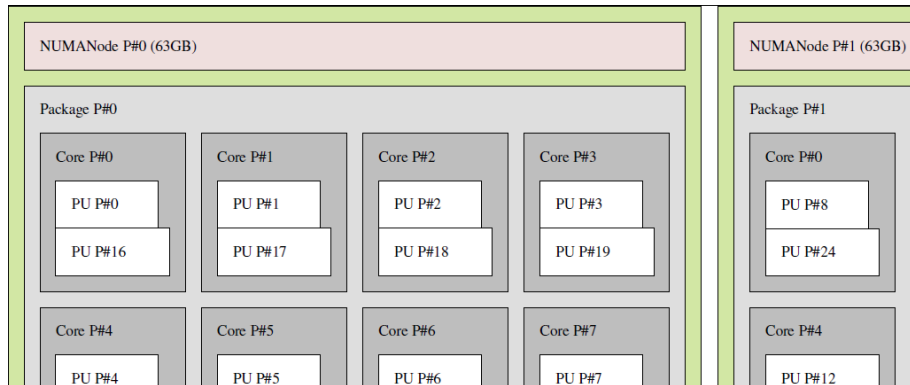 NUMANode P#0 (63GB)
Package P#0
Core P#0
PU P#0
PU P#16
Core P#1
PU P#1
PU P#17
Core P#2
PU P#2
PU P#18
Core P#3
PU P#3
PU P#19
Core P#4
PU P#4
Core P#5
PU P#5
Core P#6
PU P#6
Core P#7
PU P#7
NUMANode P#1 (63GB)
Package P#1
Core P#0
PU P#8
PU P#24
Core P#4
PU P#12